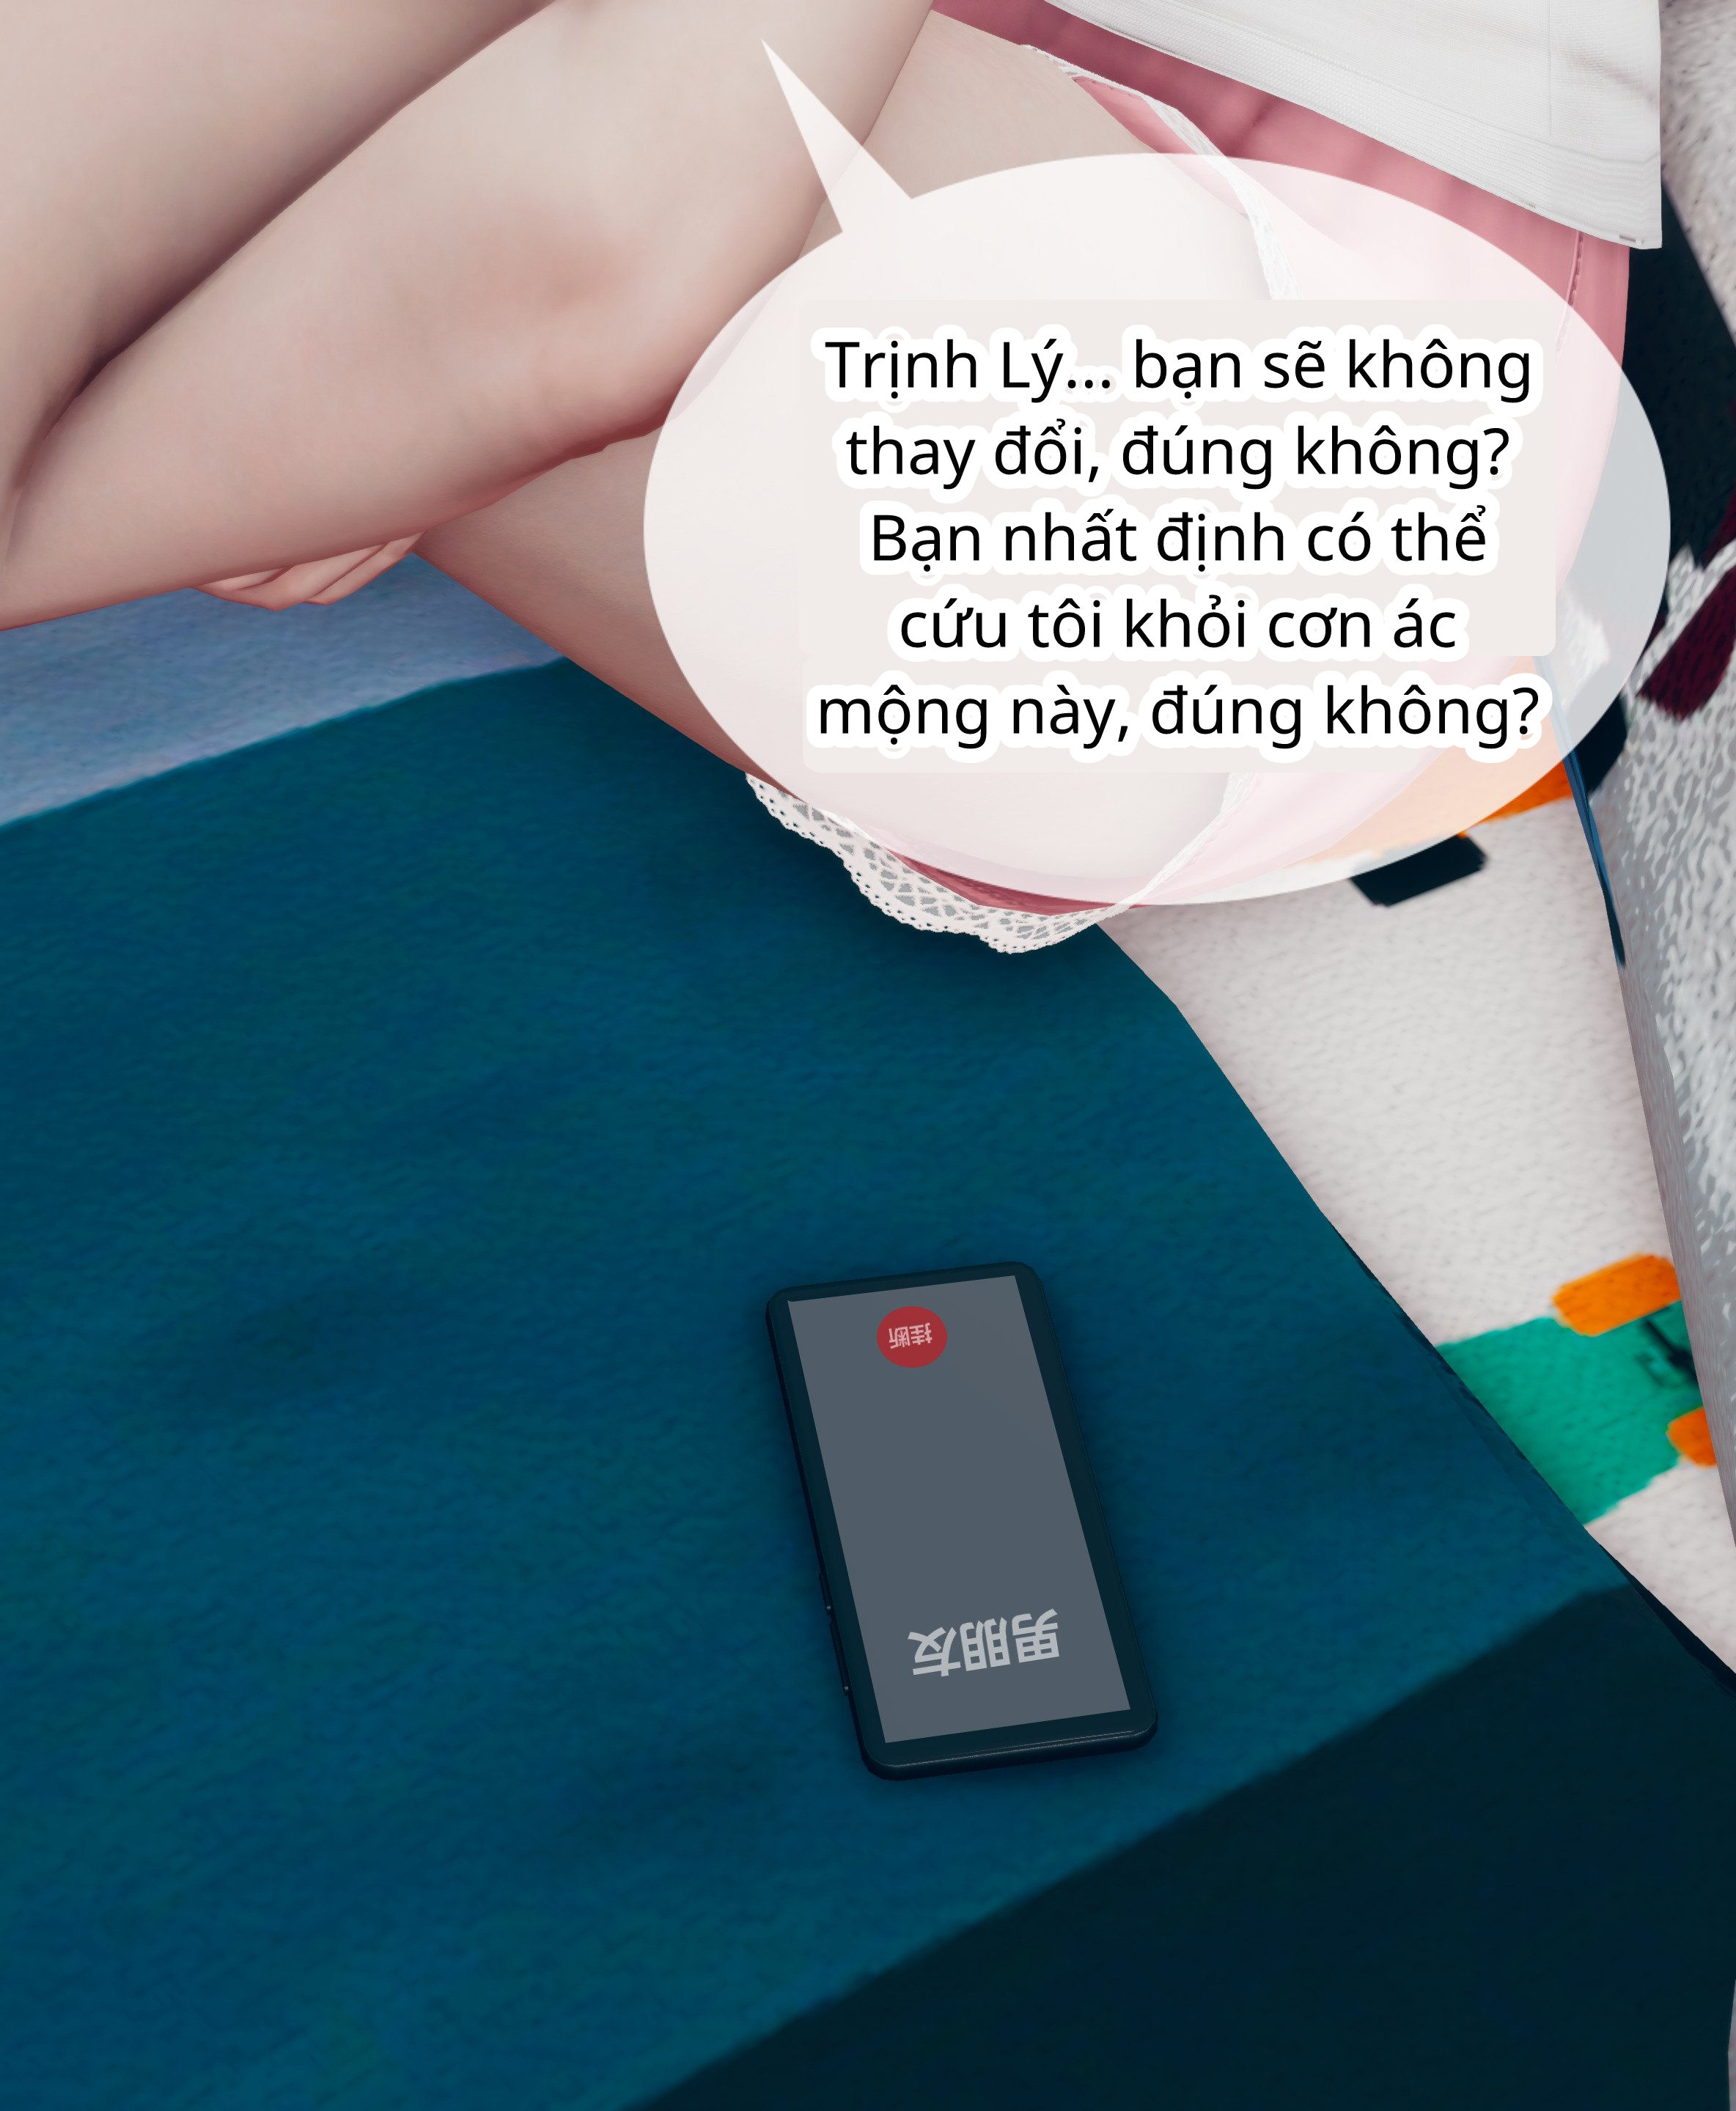 Trịnh Lý... bạn sẽ không
thay đổi, đúng không?
Bạn nhất định có thể
cứu tôi khỏi cơn ác
mộng này, đúng không?
挂断
男朋友